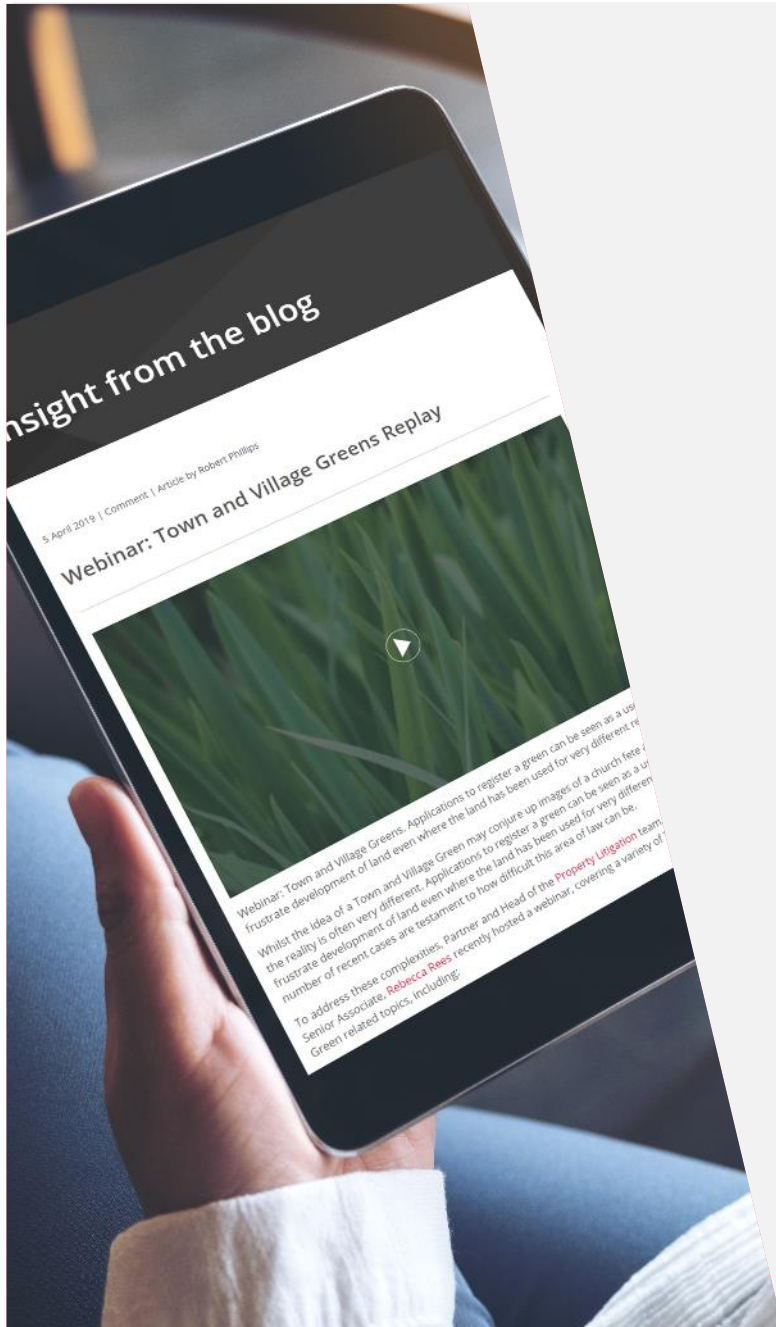 nsight from the blog
5 April 2019 | Comment | Article by Robert Phillips
Webinar: Town and Village Greens Replay
Webinar: Town and Village Greens. Applications to register a green can be seen as a
frustrate development of land even where the land has been used for very different
Whilst the idea of a Town and Village Green may conjure up images of a church fete
the reality is often very different. Applications to register a green can be seen as a
frustrate development of land even where the land has been used for very differen
number of recent cases are testament to how difficult this area of law can be.
To address these complexities, Partner and Head of the Property Litigation team,
Senior Associate, Rebecca Rees recently hosted a webinar, covering a variety of
Green related topics, including: